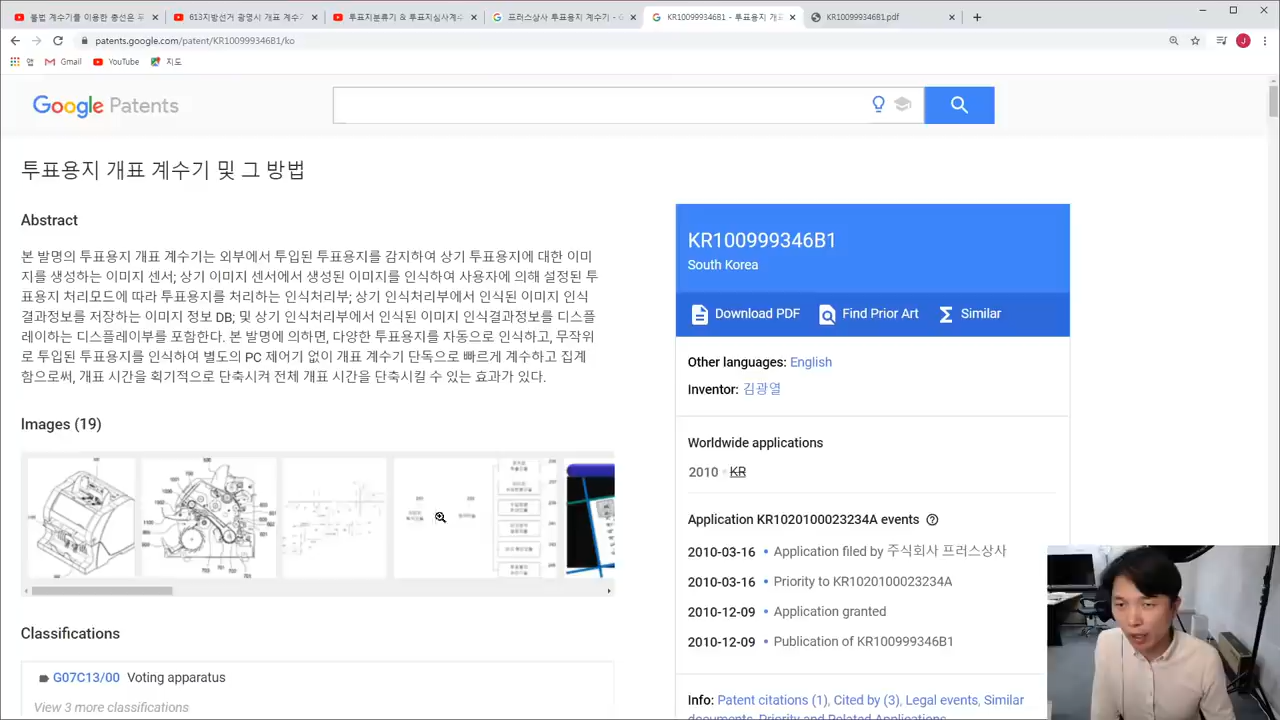 613지방선거 광명시 개표 계수기
투표지분류기 & 투표지심사계수
프러스상사 투표용지 계수기 - G
KR100999346B1 - 투표용지 개표
KR100999346B1.pdf
patents.google.com/patent/KR100999346B1/ko
앱 Gmail YouTube 지도
Google Patents
투표용지 개표 계수기 및 그 방법
Abstract
본 발명의 투표용지 개표 계수기는 외부에서 투입된 투표용지를 감지하여 상기 투표용지에 대한 이미
지를 생성하는 이미지 센서; 상기 이미지 센서에서 생성된 이미지를 인식하여 사용자에 의해 설정된 투
표용지 처리모드에 따라 투표용지를 처리하는 인식처리부; 상기 인식처리부에서 인식된 이미지 인식
결과정보를 저장하는 이미지 정보 DB; 및 상기 인식처리부에서 인식된 이미지 인식결과정보를 디스플
레이하는 디스플레이부를 포함한다. 본 발명에 의하면, 다양한 투표용지를 자동으로 인식하고, 무작위
로 투입된 투표용지를 인식하여 별도의 PC 제어기 없이 개표 계수기 단독으로 빠르게 계수하고 집계
함으로써, 개표 시간을 획기적으로 단축시켜 전체 개표 시간을 단축시킬 수 있는 효과가 있다.
Images (19)
Classifications
G07C13/00 Voting apparatus
View 3 more classifications
KR100999346B1
South Korea
Download PDF Find Prior Art Similar
Other languages: English
Inventor: 김광열
Worldwide applications
2010 KR
Application KR1020100023234A events
2010-03-16 • Application filed by 주식회사 프러스상사
2010-03-16 • Priority to KR1020100023234A
2010-12-09 • Application granted
2010-12-09 • Publication of KR100999346B1
Info: Patent citations (1), Cited by (3), Legal events, Similar
documents, Priority and Related Applications